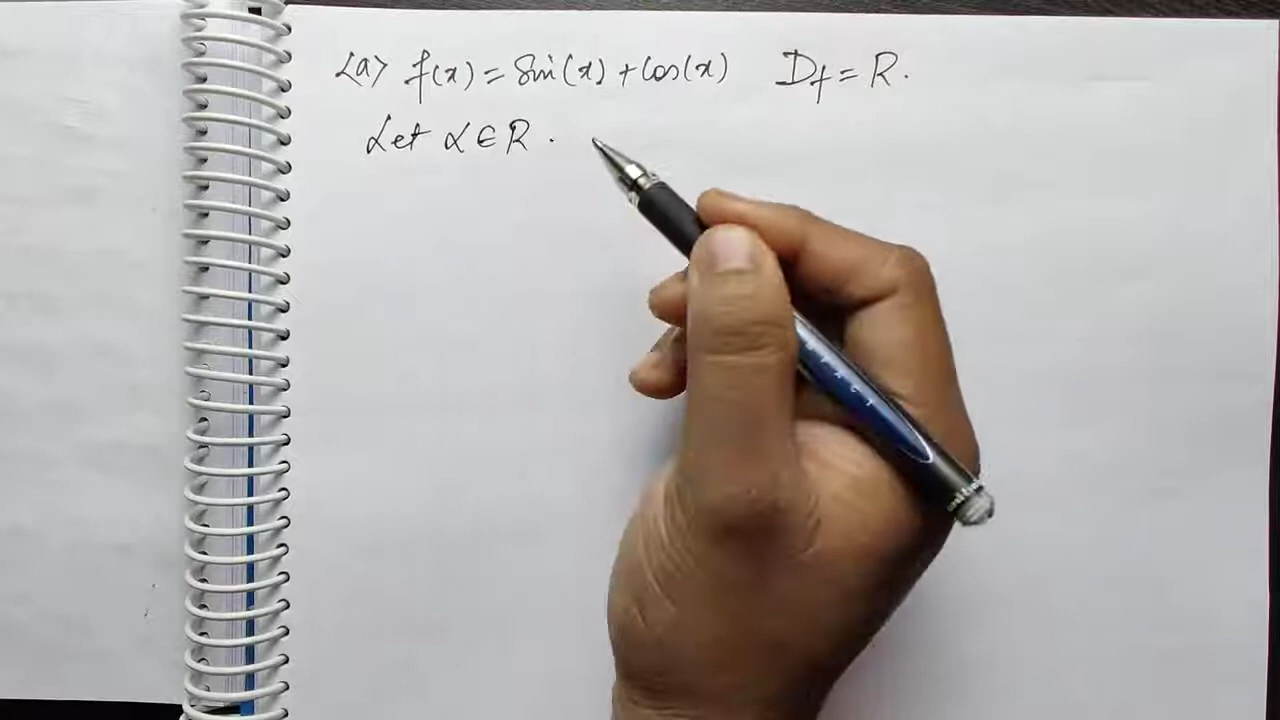 <a> f(x) = Sin(x) + Cos(x) Df = R.
Let α ∈ R.